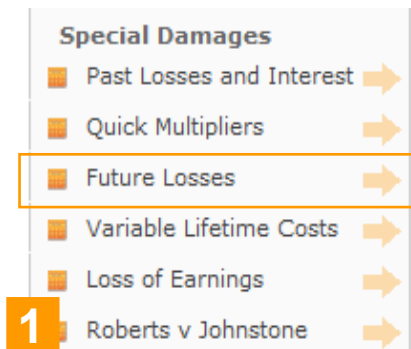 Special Damages
Past Losses and Interest
Quick Multipliers
Future Losses
Variable Lifetime Costs
Loss of Earnings
1
Roberts v Johnstone